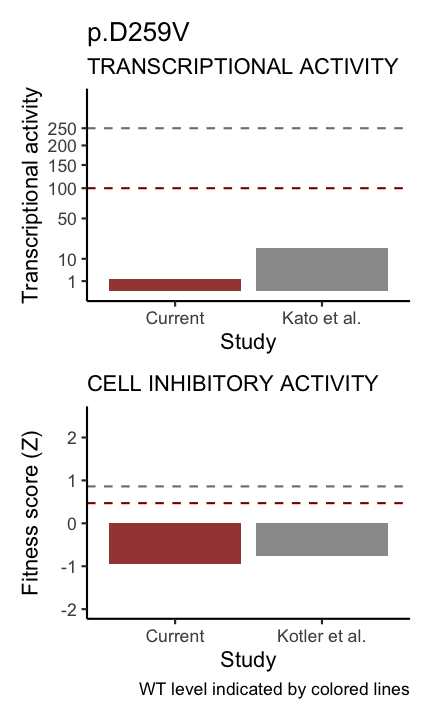 p.D259V
TRANSCRIPTIONAL ACTIVITY
Transcriptional activity
250
200
150
100
50
10
1
Current
Kato et al.
Study
CELL INHIBITORY ACTIVITY
Fitness score (Z)
2
1
0
-1
-2
Current
Kotler et al.
Study
WT level indicated by colored lines